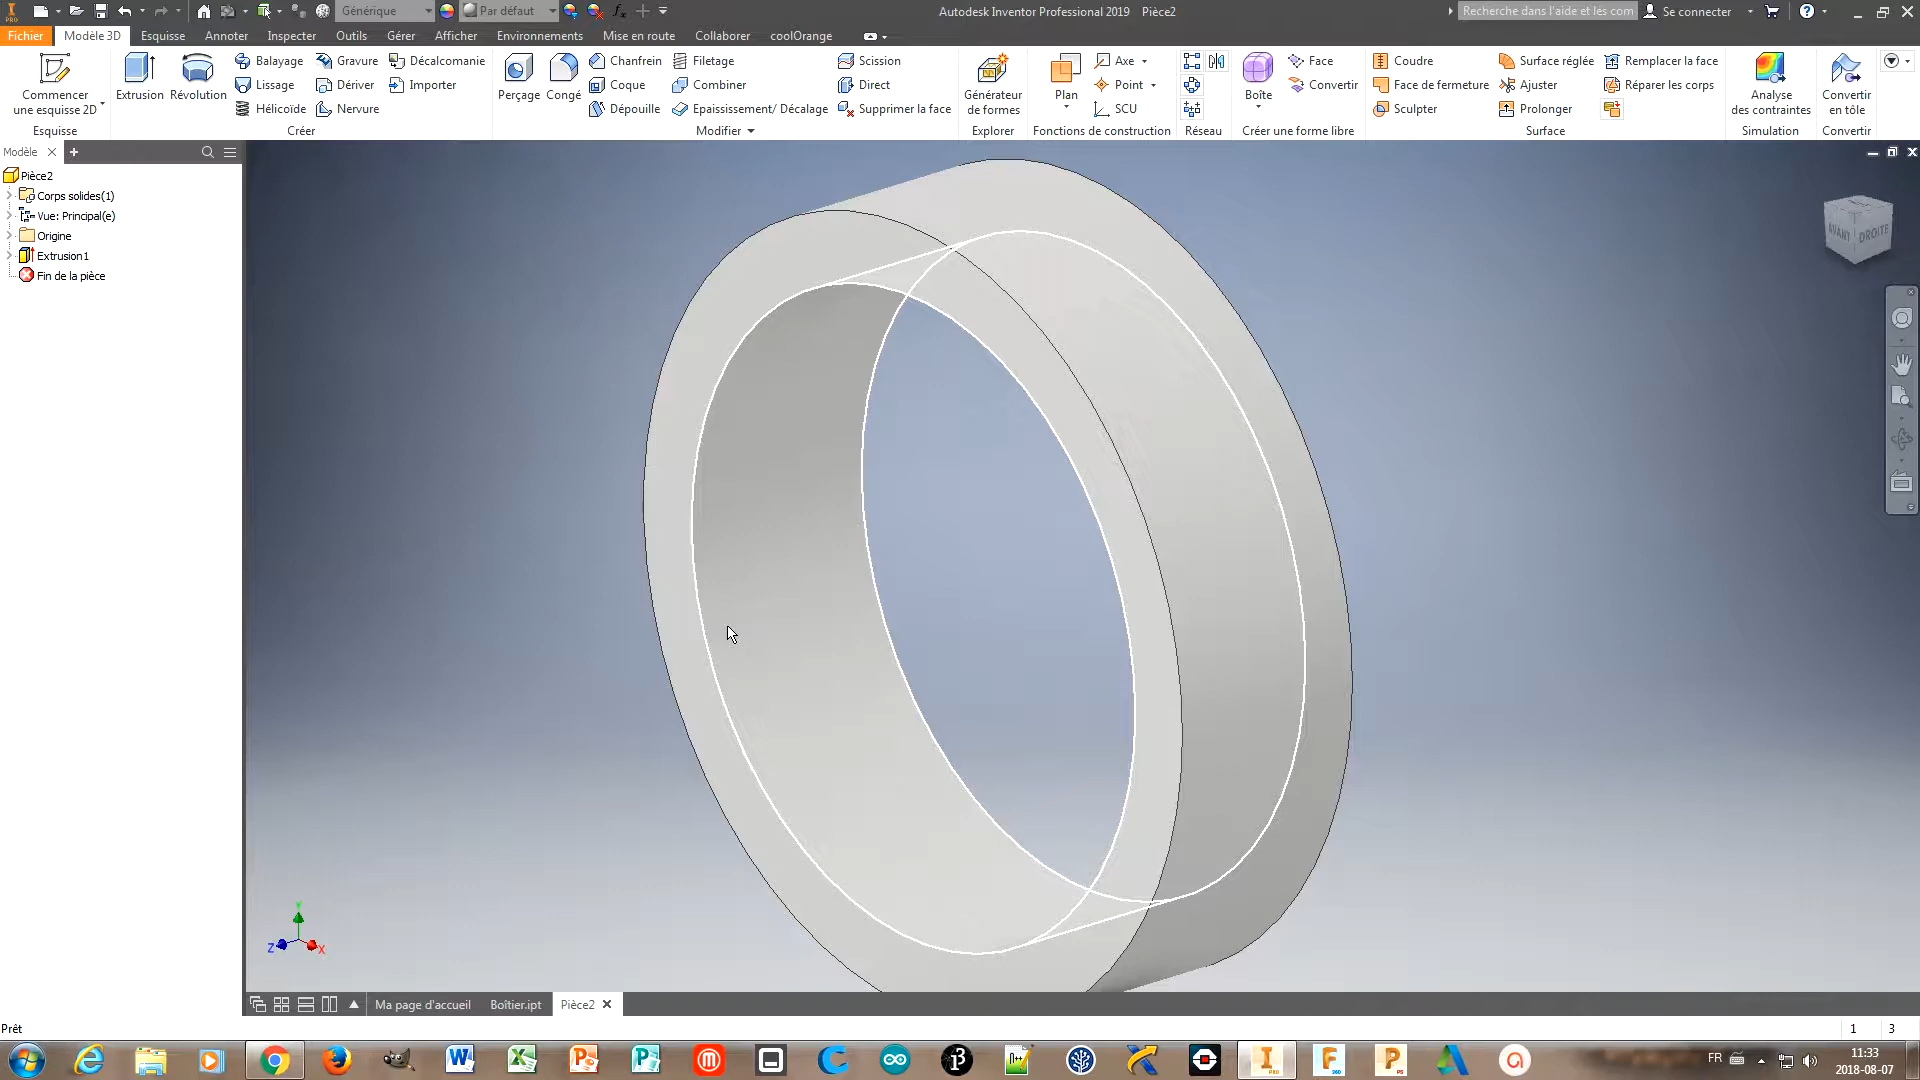 Générique
Par défaut
Autodesk Inventor Professional 2019 Pièce2
Recherche dans l'aide et les com
Se connecter
Fichier Modèle 3D Esquisse Annoter Inspecter Outils Gérer Afficher Environnements Mise en route Collaborer coolOrange
Commencer
une esquisse 2D
Esquisse
Extrusion Révolution
Balayage Gravure Décalcomanie
Lissage Dériver Importer
Hélicoïde Nervure
Créer
Perçage Congé
Chanfrein Filetage Scission
Coque Combiner Direct
Dépouille Epaississement/ Décalage Supprimer la face
Modifier
Générateur
de formes
Explorer
Plan
Axe
Point
SCU
Fonctions de construction
Réseau
Boîte
Face
Convertir
Créer une forme libre
Coudre Surface réglée Remplacer la face
Face de fermeture Ajuster Réparer les corps
Sculpter Prolonger
Surface
Analyse
des contraintes
Simulation
Convertir
en tôle
Convertir
Modèle
Pièce2
Corps solides(1)
Vue: Principal(e)
Origine
Extrusion1
Fin de la pièce
AVANT DROITE
Y
Z X
Ma page d'accueil Boîtier.ipt Pièce2
Prêt
1 3
FR
11:33
2018-08-07